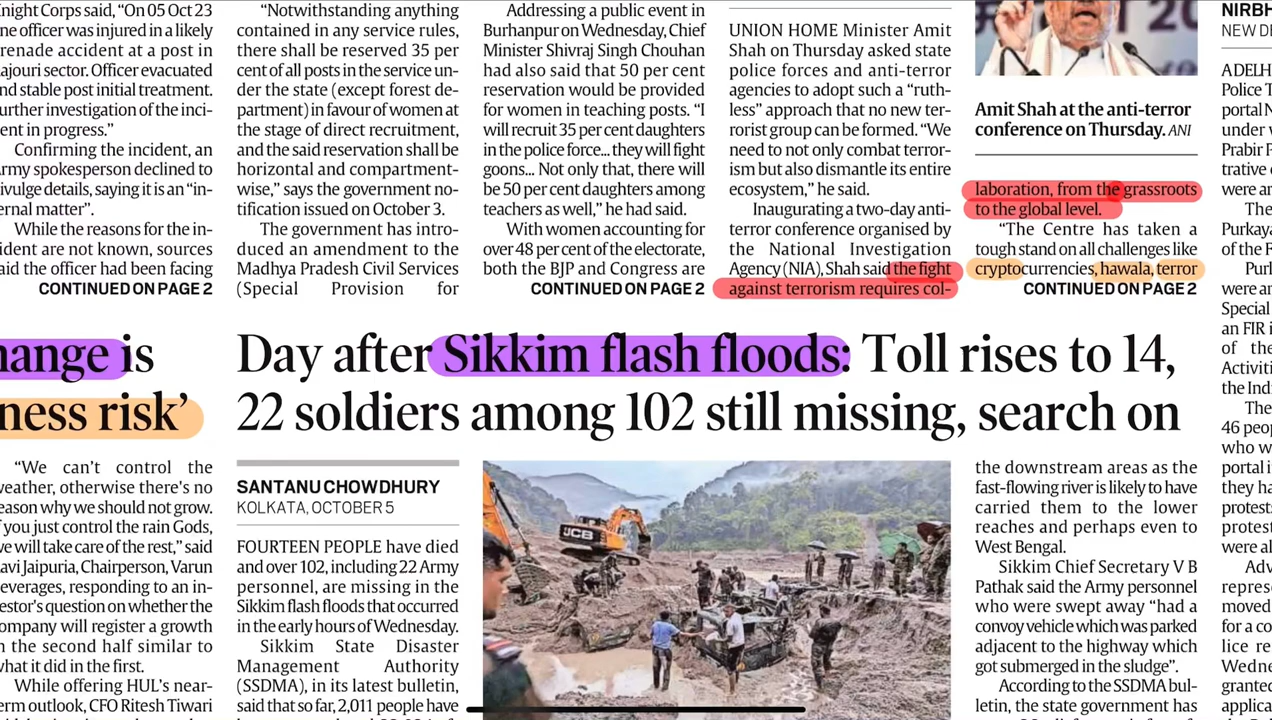 Knight Corps said, "On 05 Oct 23
one officer was injured in a likely
grenade accident at a post in
Rajouri sector. Officer evacuated
and stable post initial treatment.
Further investigation of the inci-
dent in progress."
Confirming the incident, an
Army spokesperson declined to
divulge details, saying it is an "in-
ternal matter".
While the reasons for the in-
cident are not known, sources
said the officer had been facing
CONTINUED ON PAGE 2
"Notwithstanding anything
contained in any service rules,
there shall be reserved 35 per
cent of all posts in the service un-
der the state (except forest de-
partment) in favour of women at
the stage of direct recruitment,
and the said reservation shall be
horizontal and compartment-
wise," says the government no-
tification issued on October 3.
The government has intro-
duced an amendment to the
Madhya Pradesh Civil Services
(Special Provision for
Addressing a public event in
Burhanpur on Wednesday, Chief
Minister Shivraj Singh Chouhan
had also said that 50 per cent
reservation would be provided
for women in teaching posts. "I
will recruit 35 per cent daughters
in the police force... they will fight
goons... Not only that, there will
be 50 per cent daughters among
teachers as well," he had said.
With women accounting for
over 48 per cent of the electorate,
both the BJP and Congress are
CONTINUED ON PAGE 2
UNION HOME Minister Amit
Shah on Thursday asked state
police forces and anti-terror
agencies to adopt such a "ruth-
less" approach that no new ter-
rorist group can be formed. "We
need to not only combat terror-
ism but also dismantle its entire
ecosystem," he said.
Inaugurating a two-day anti-
terror conference organised by
the National Investigation
Agency (NIA), Shah said the fight
against terrorism requires col-
Amit Shah at the anti-terror
conference on Thursday. ANI
laboration, from the grassroots
to the global level.
"The Centre has taken a
tough stand on all challenges like
cryptocurrencies, hawala, terror
CONTINUED ON PAGE 2
NIRBH
NEW DE
A DELH
Police T
portal N
under
Prabir P
trative
were ar
The
Purkaya
of the F
Purl
were ar
Special
an FIR i
of the
Activiti
the Indi
The
46 peop
who w
portal i
they ha
protest
protest
were al
Adv
repres
moved
for a co
lice re
Wedne
granted
applica
hange is
ness risk'
"We can't control the
weather, otherwise there's no
reason why we should not grow.
If you just control the rain Gods,
we will take care of the rest," said
Ravi Jaipuria, Chairperson, Varun
Beverages, responding to an in-
vestor's question on whether the
company will register a growth
in the second half similar to
what it did in the first.
While offering HUL's near-
term outlook, CFO Ritesh Tiwari
Day after Sikkim flash floods: Toll rises to 14,
22 soldiers among 102 still missing, search on
SANTANU CHOWDHURY
KOLKATA, OCTOBER 5
FOURTEEN PEOPLE have died
and over 102, including 22 Army
personnel, are missing in the
Sikkim flash floods that occurred
in the early hours of Wednesday.
Sikkim State Disaster
Management Authority
(SSDMA), in its latest bulletin,
said that so far, 2,011 people have
JCB
the downstream areas as the
fast-flowing river is likely to have
carried them to the lower
reaches and perhaps even to
West Bengal.
Sikkim Chief Secretary V B
Pathak said the Army personnel
who were swept away "had a
convoy vehicle which was parked
adjacent to the highway which
got submerged in the sludge".
According to the SSDMA bul-
letin, the state government has